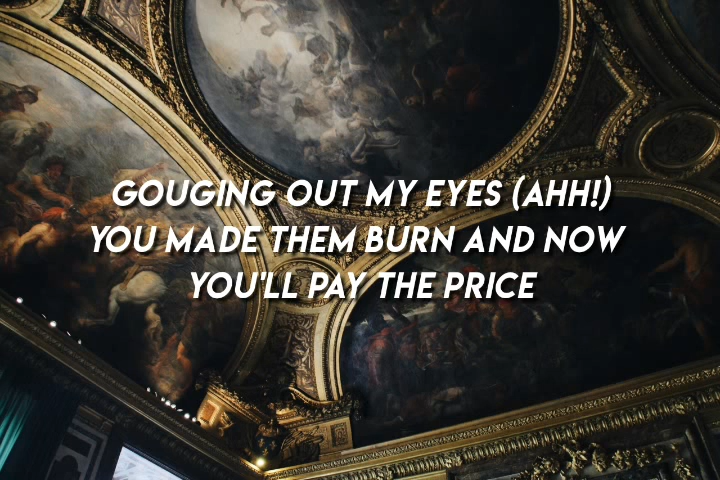 GOUGING OUT MY EYES (AHH!)
YOU MADE THEM BURN AND NOW
YOU'LL PAY THE PRICE